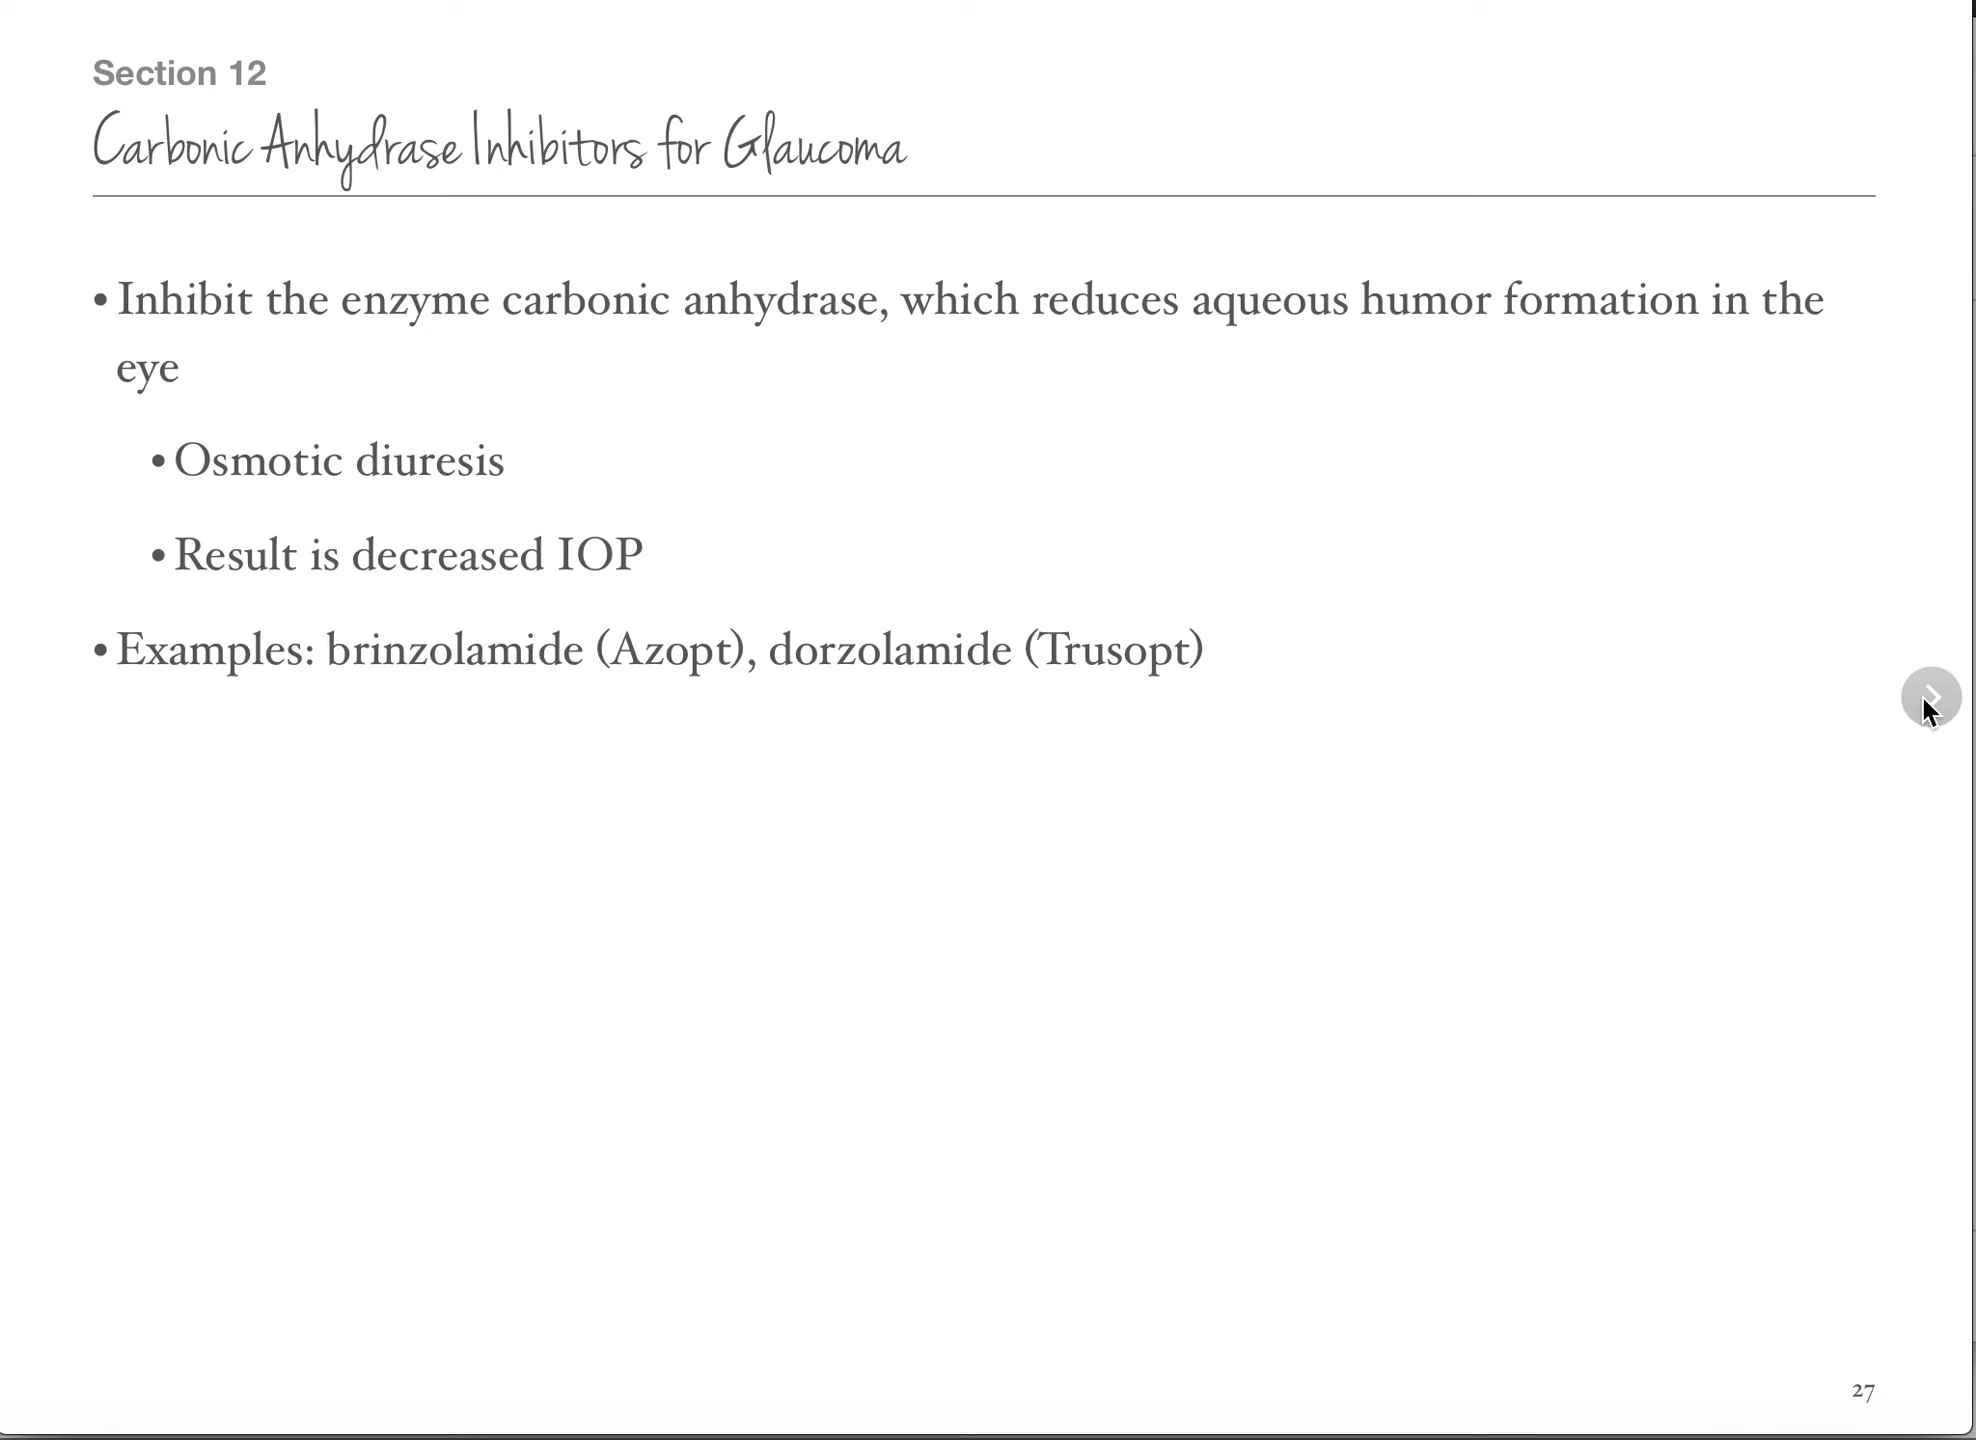 Section 12
Carbonic Anhydrase Inhibitors for Glaucoma
• Inhibit the enzyme carbonic anhydrase, which reduces aqueous humor formation in the
eye
• Osmotic diuresis
• Result is decreased IOP
• Examples: brinzolamide (Azopt), dorzolamide (Trusopt)
27